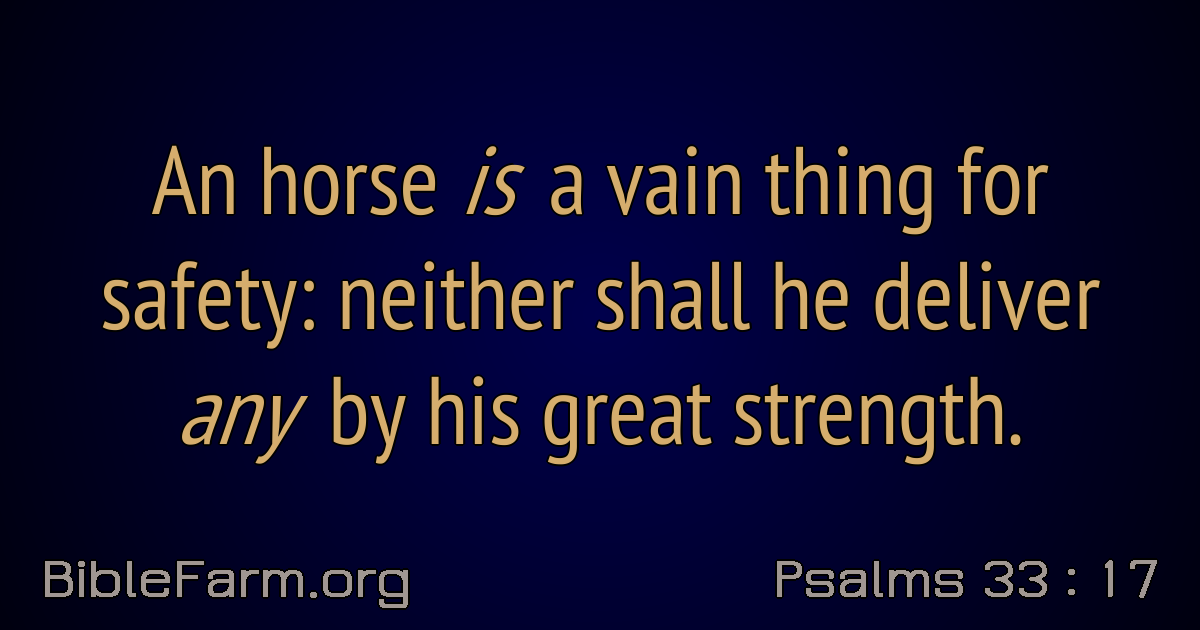 An horse is a vain thing for
safety: neither shall he deliver
any by his great strength.
BibleFarm.org
Psalms 33 : 17